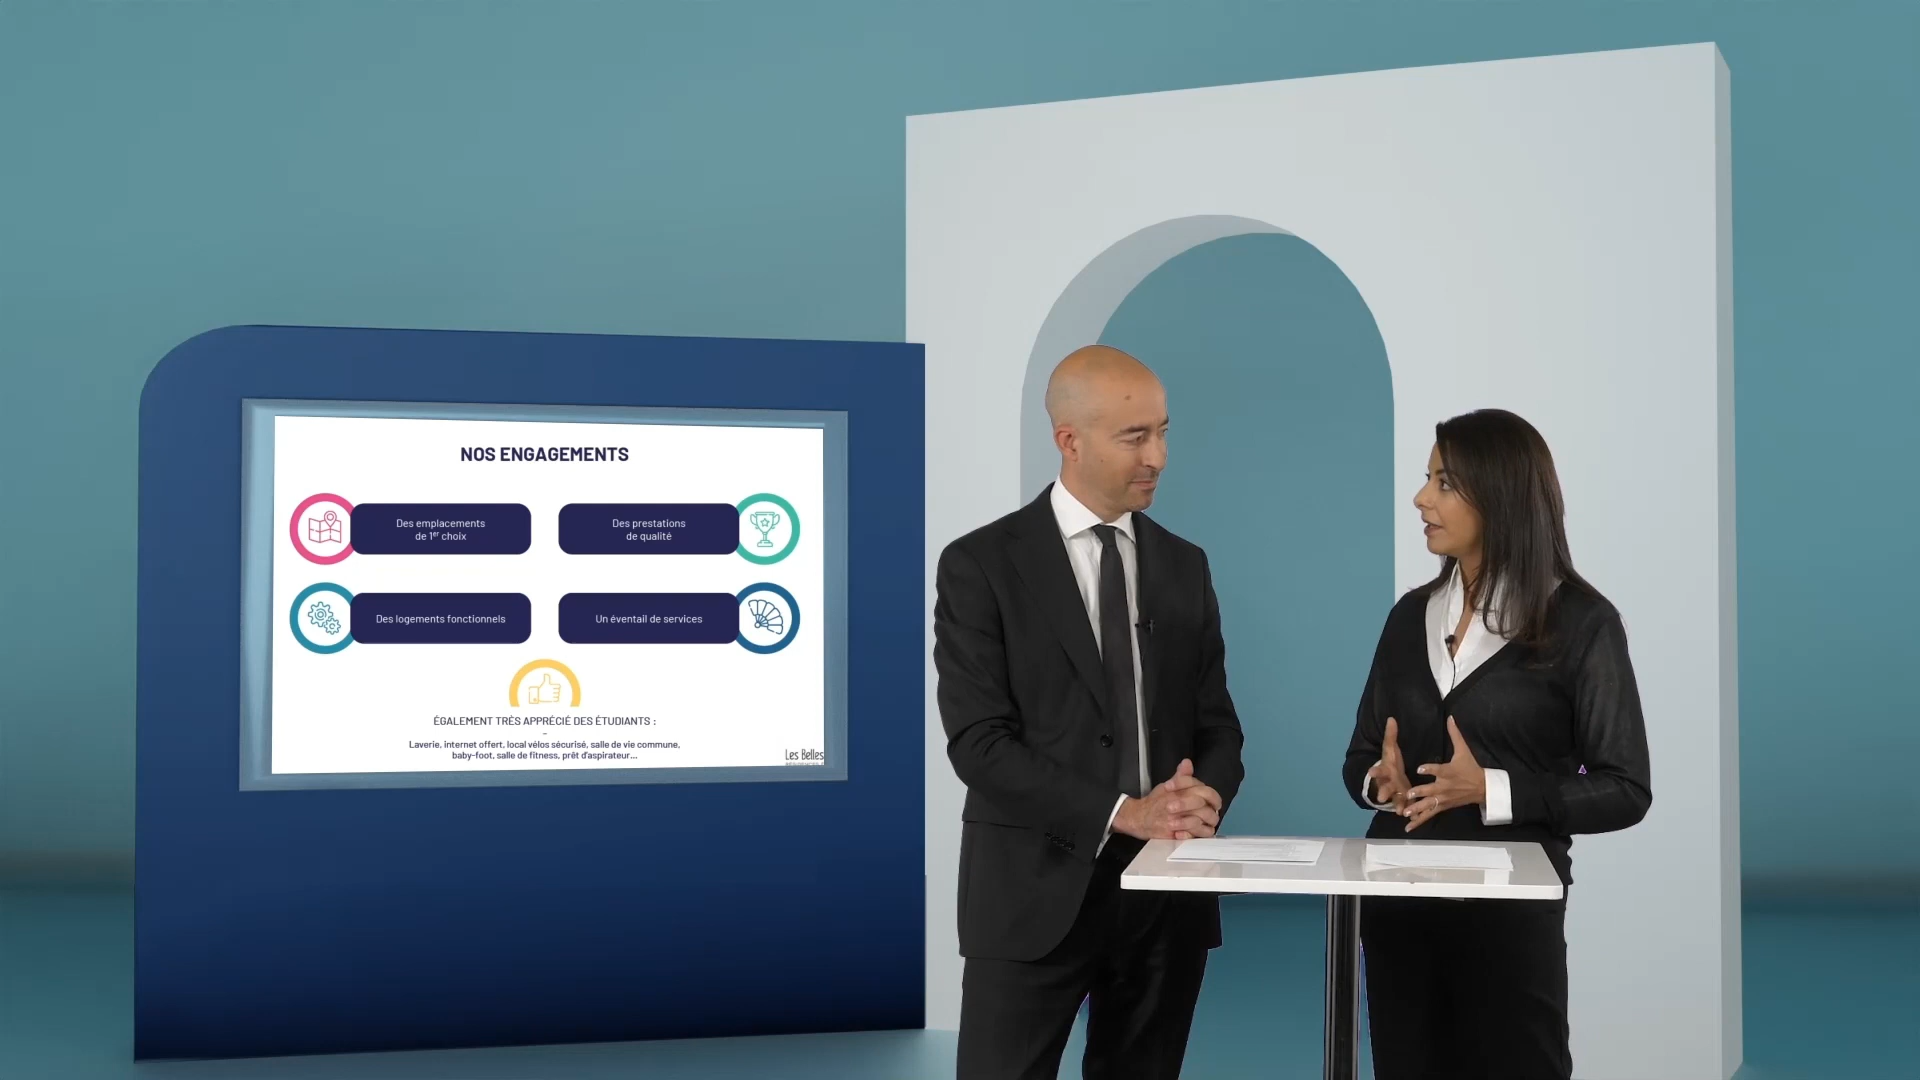 NOS ENGAGEMENTS
Des emplacements
de 1er choix
Des prestations
de qualité
Des logements fonctionnels
Un éventail de services
ÉGALEMENT TRÈS APPRÉCIÉ DES ÉTUDIANTS :
–
Laverie, internet offert, local vélos sécurisé, salle de vie commune,
baby-foot, salle de fitness, prêt d'aspirateur...
Les Belles